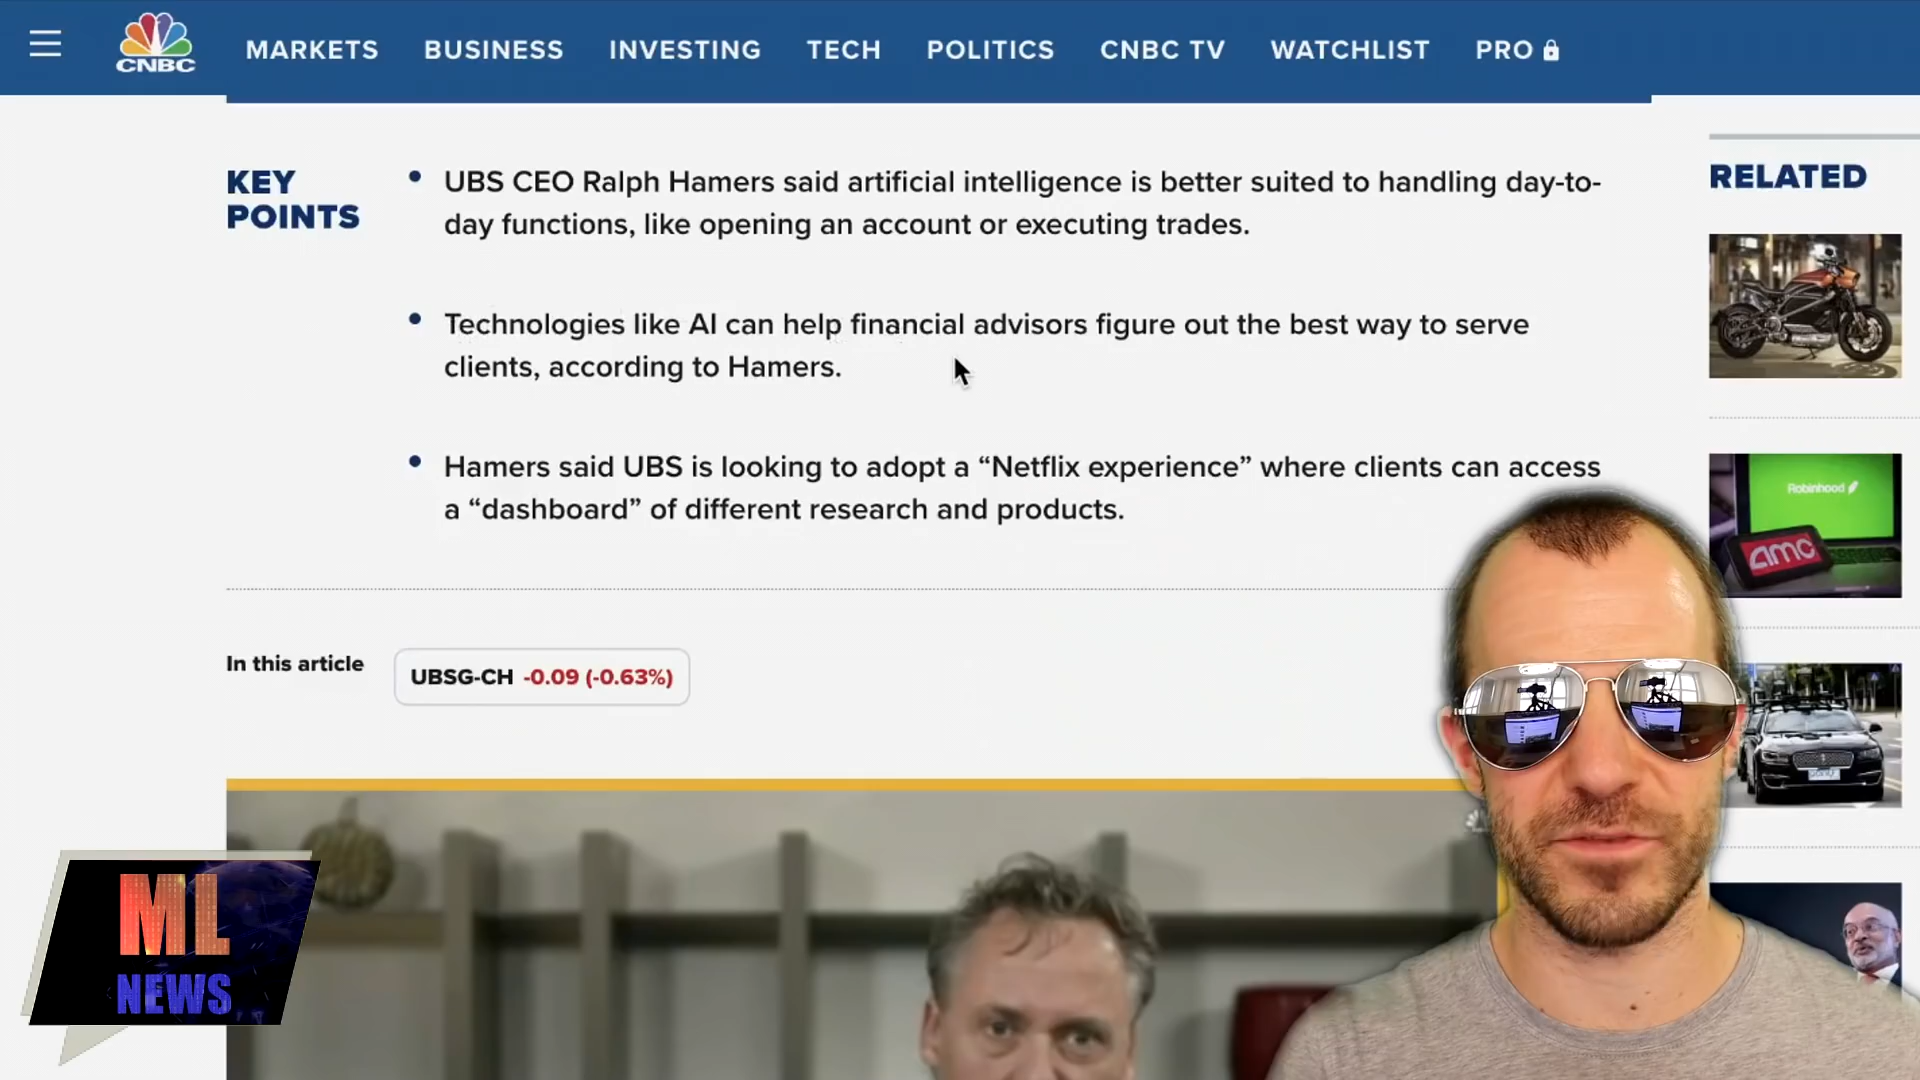 CNBC
MARKETS BUSINESS INVESTING TECH POLITICS CNBC TV WATCHLIST PRO
KEY
POINTS
UBS CEO Ralph Hamers said artificial intelligence is better suited to handling day-to-
day functions, like opening an account or executing trades.
Technologies like AI can help financial advisors figure out the best way to serve
clients, according to Hamers.
Hamers said UBS is looking to adopt a “Netflix experience” where clients can access
a “dashboard” of different research and products.
RELATED
Robinhood
amc
In this article
UBSG-CH -0.09 (-0.63%)
ML
NEWS